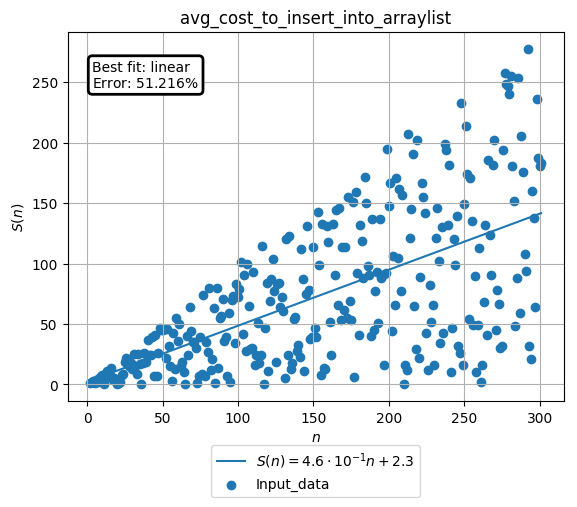 avg_cost_to_insert_into_arraylist
Best fit: linear
Error: 51.216%
S(n)
250
200
150
100
50
0
0 50 100 150 200 250 300
n
S(n) = 4.6 · 10⁻¹n + 2.3
Input_data